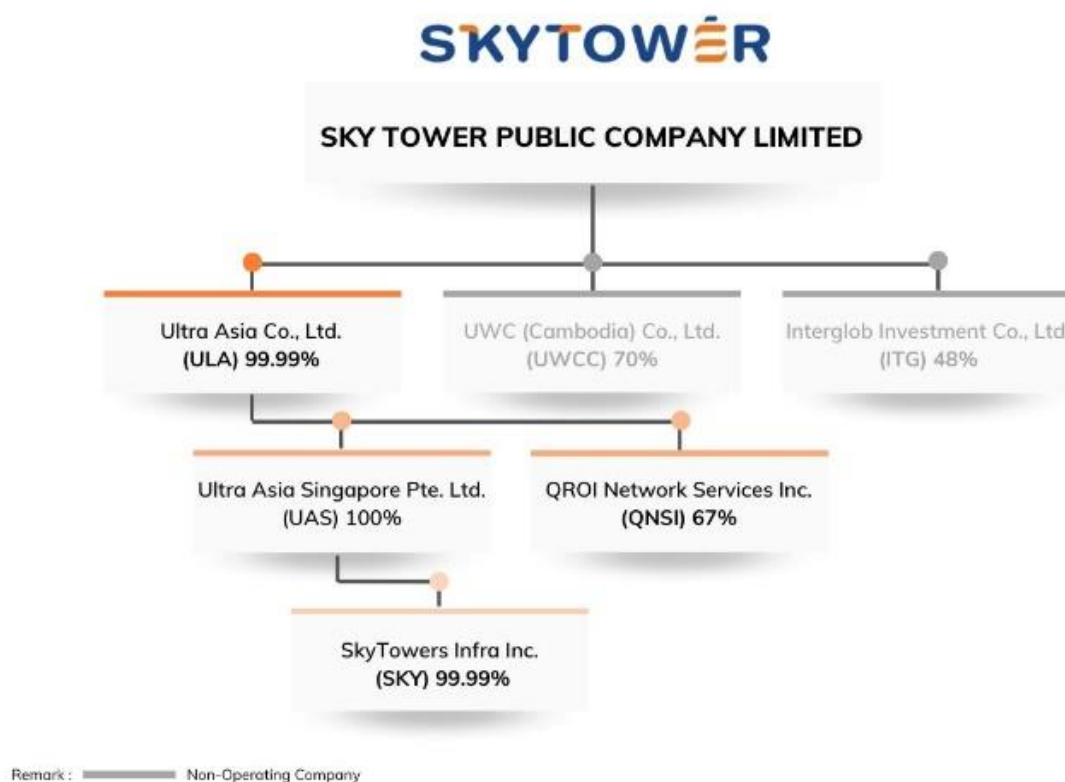 SKYTOWER
SKY TOWER PUBLIC COMPANY LIMITED
Ultra Asia Co., Ltd.
(ULA) 99.99%
UWC (Cambodia) Co., Ltd.
(UWCC) 70%
Interglob Investment Co., Ltd
(ITG) 48%
Ultra Asia Singapore Pte. Ltd.
(UAS) 100%
QROI Network Services Inc.
(QNSI) 67%
SkyTowers Infra Inc.
(SKY) 99.99%
Remark : Non-Operating Company